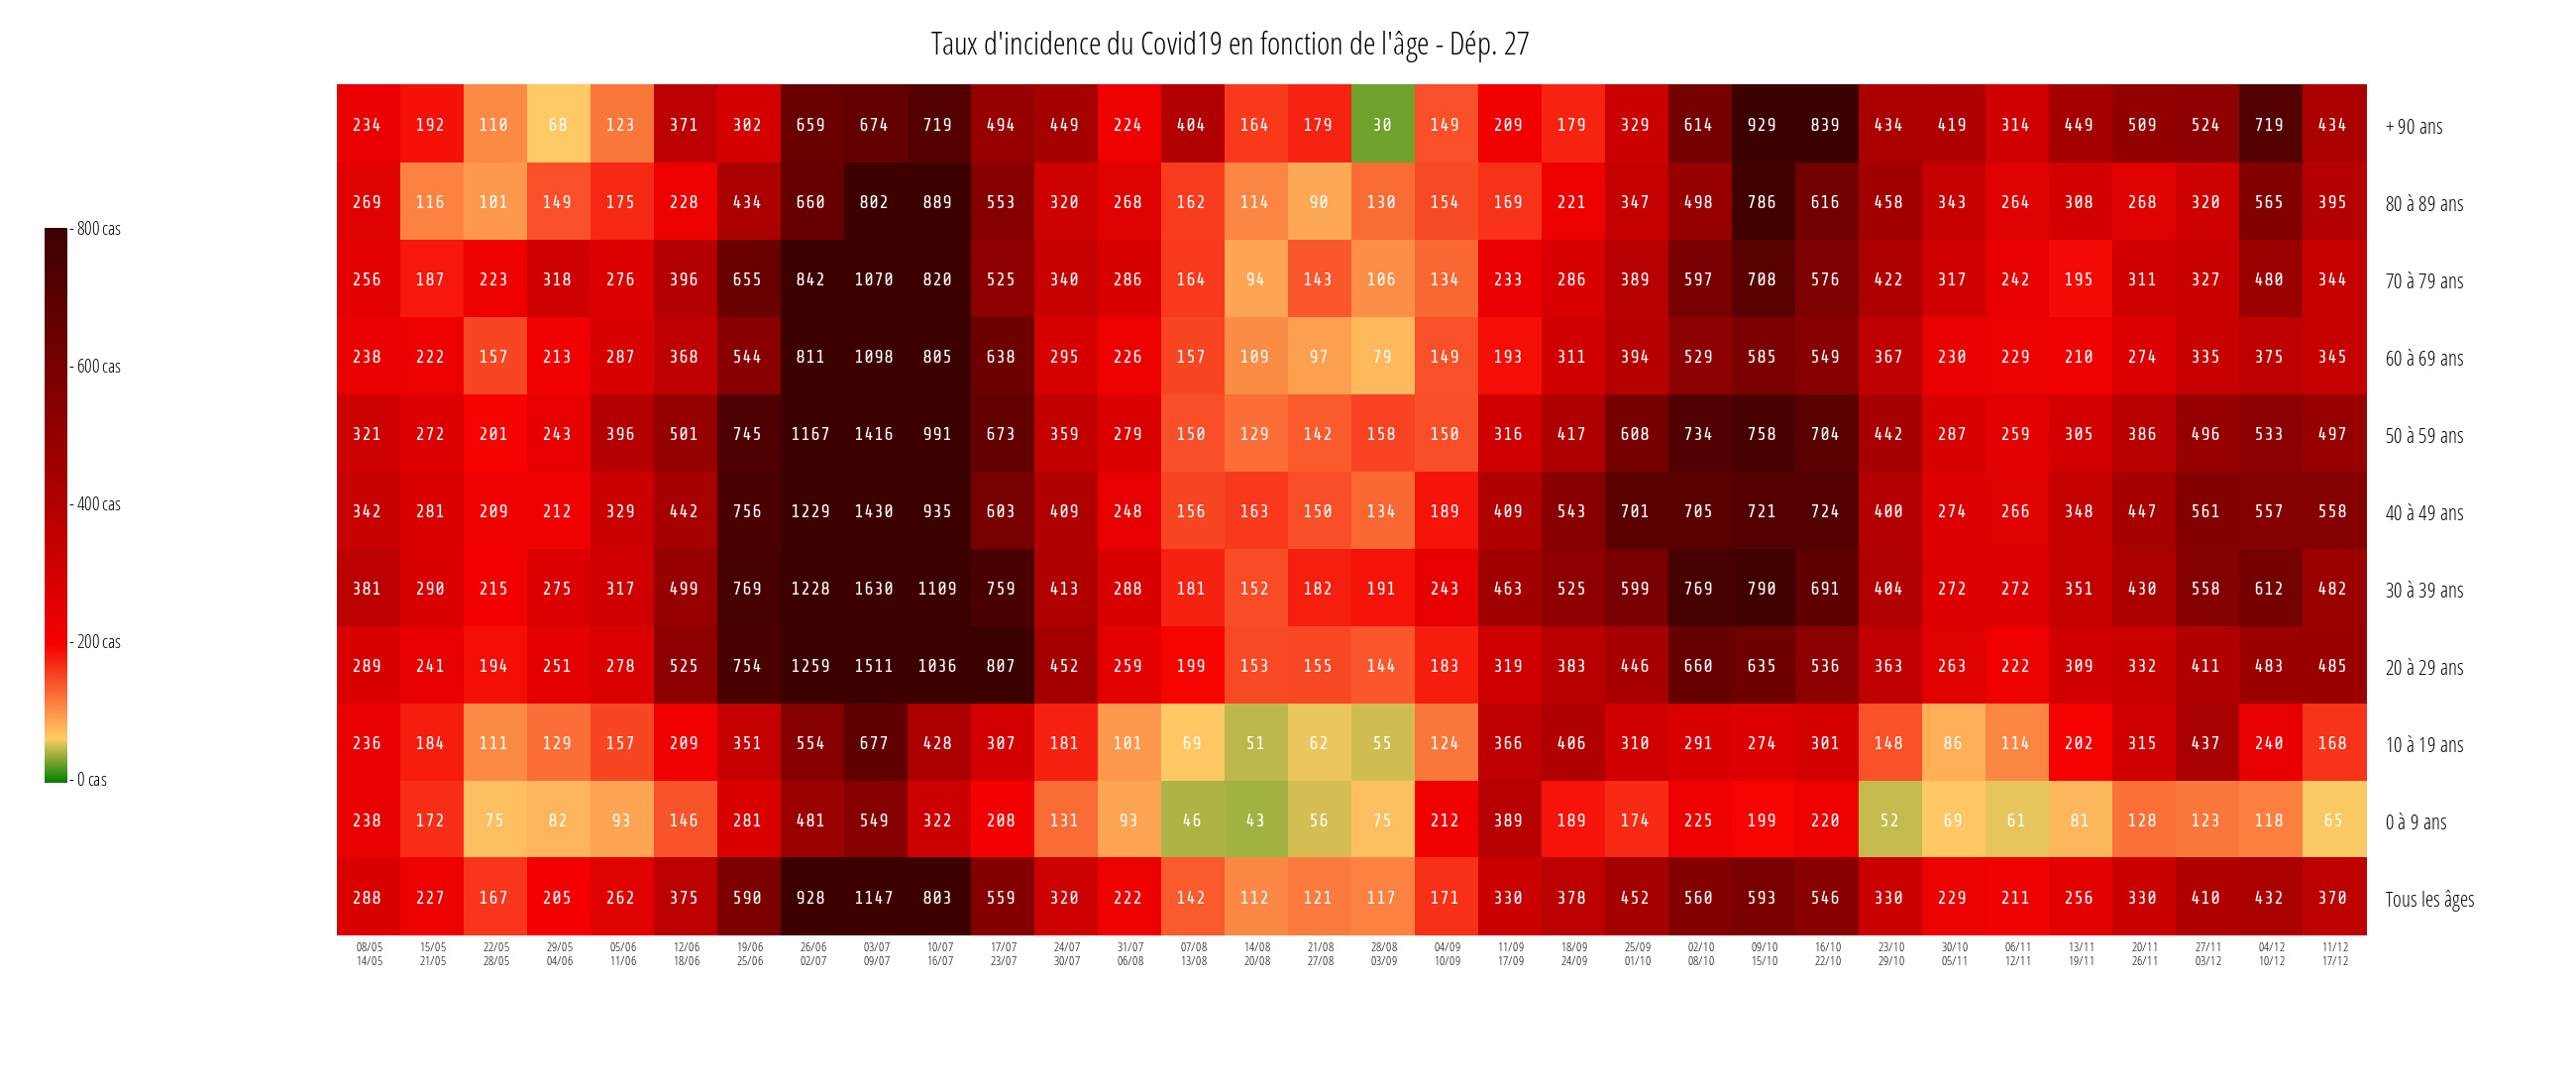 Taux d'incidence du Covid19 en fonction de l'âge - Dép. 27
- 800 cas
- 600 cas
- 400 cas
- 200 cas
- 0 cas
234 192 110 68 123 371 302 659 674 719 494 449 224 404 164 179 30 149 209 179 329 614 929 839 434 419 314 449 509 524 719 434 + 90 ans
269 116 101 149 175 228 434 660 802 889 553 320 268 162 114 90 130 154 169 221 347 498 786 616 458 343 264 308 268 320 565 395 80 à 89 ans
256 187 223 318 276 396 655 842 1070 820 525 340 286 164 94 143 106 134 233 286 389 597 708 576 422 317 242 195 311 327 480 344 70 à 79 ans
238 222 157 213 287 368 544 811 1098 805 638 295 226 157 109 97 79 149 193 311 394 529 585 549 367 230 229 210 274 335 375 345 60 à 69 ans
321 272 201 243 396 501 745 1167 1416 991 673 359 279 150 129 142 158 150 316 417 608 734 758 704 442 287 259 305 386 496 533 497 50 à 59 ans
342 281 209 212 329 442 756 1229 1430 935 603 409 248 156 163 150 134 189 409 543 701 705 721 724 400 274 266 348 447 561 557 558 40 à 49 ans
381 290 215 275 317 499 769 1228 1630 1109 759 413 288 181 152 182 191 243 463 525 599 769 790 691 404 272 272 351 430 558 612 482 30 à 39 ans
289 241 194 251 278 525 754 1259 1511 1036 807 452 259 199 153 155 144 183 319 383 446 660 635 536 363 263 222 309 332 411 483 485 20 à 29 ans
236 184 111 129 157 209 351 554 677 428 307 181 101 69 51 62 55 124 366 406 310 291 274 301 148 86 114 202 315 437 240 168 10 à 19 ans
238 172 75 82 93 146 281 481 549 322 208 131 93 46 43 56 75 212 389 189 174 225 199 220 52 69 61 81 128 123 118 65 0 à 9 ans
288 227 167 205 262 375 590 928 1147 803 559 320 222 142 112 121 117 171 330 378 452 560 593 546 330 229 211 256 330 410 432 370 Tous les âges
08/05 15/05 22/05 29/05 05/06 12/06 19/06 26/06 03/07 10/07 17/07 24/07 31/07 07/08 14/08 21/08 28/08 04/09 11/09 18/09 25/09 02/10 09/10 16/10 23/10 30/10 06/11 13/11 20/11 27/11 04/12 11/12
14/05 21/05 28/05 04/06 11/06 18/06 25/06 02/07 09/07 16/07 23/07 30/07 06/08 13/08 20/08 27/08 03/09 10/09 17/09 24/09 01/10 08/10 15/10 22/10 29/10 05/11 12/11 19/11 26/11 03/12 10/12 17/12